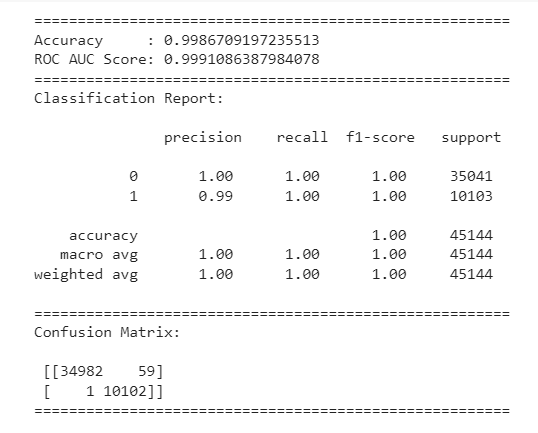 =======================================================
Accuracy     : 0.9986709197235513
ROC AUC Score: 0.9991086387984078
=======================================================
Classification Report:
               precision    recall  f1-score   support
           0       1.00      1.00      1.00     35041
           1       0.99      1.00      1.00     10103
    accuracy                           1.00     45144
   macro avg       1.00      1.00      1.00     45144
weighted avg       1.00      1.00      1.00     45144
=======================================================
Confusion Matrix:
 [[34982    59]
 [    1 10102]]
=======================================================